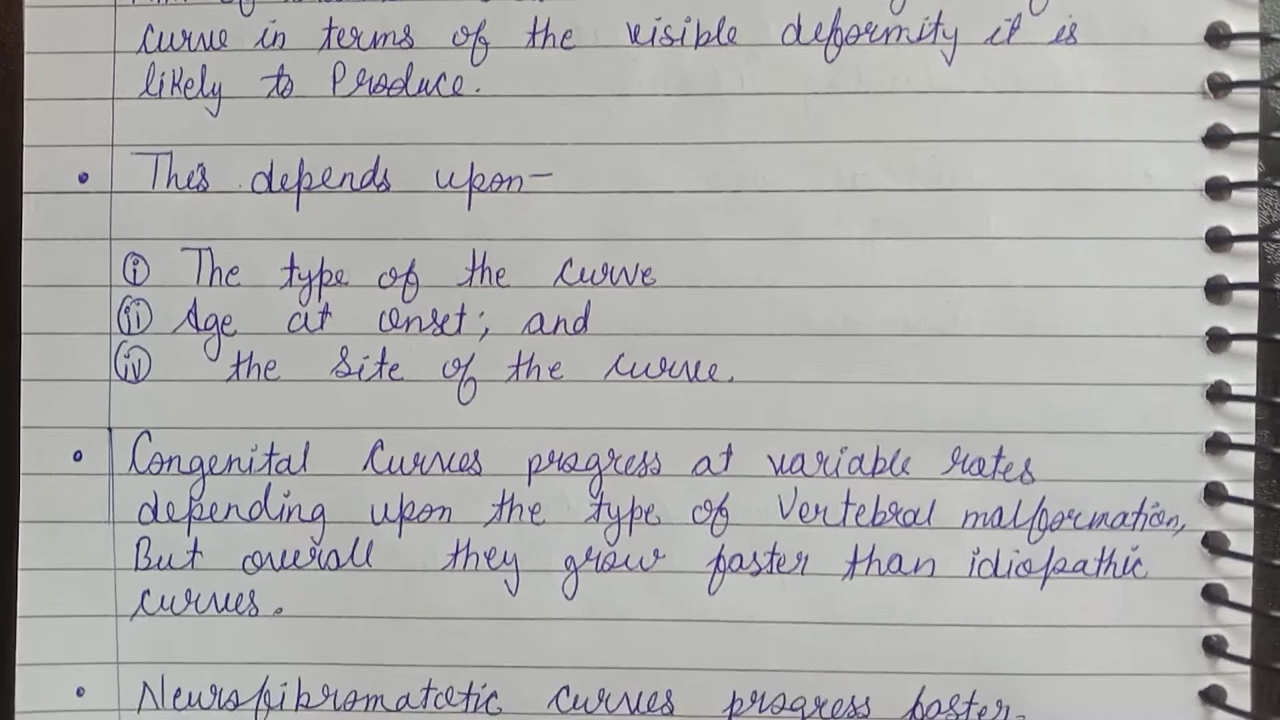 curve in terms of the visible deformity it is
likely to Produce.
• This depends upon-
(i) The type of the curve
(ii) Age at onset; and
(iv) the Site of the curve.
• Congenital curves progress at variable rates
depending upon the type of Vertebral malformation,
But overall they grow faster than idiopathic
curves.
• Neurofibromatotic curves progress faster.